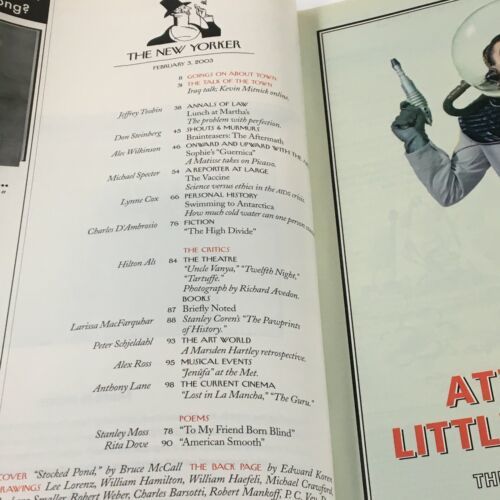 ong?
THE NEW YORKER
FEBRUARY 3, 2003
11 GOINGS ON ABOUT TOWN
31 THE TALK OF THE TOWN
Iraq talk; Kevin Mitnick online.
Jeffrey Toobin 38 ANNALS OF LAW
Lunch at Martha's
The problem with perfection.
Don Steinberg 45 SHOUTS & MURMURS
Brainteasers: The Aftermath
Alec Wilkinson 46 ONWARD AND UPWARD WITH THE
Sophie's "Guernica"
A Matisse takes on Picasso.
Michael Specter 54 A REPORTER AT LARGE
The Vaccine
Science versus ethics in the AIDS crisis.
Lynne Cox 66 PERSONAL HISTORY
Swimming to Antarctica
How much cold water can one person
Charles D'Ambrosio 76 FICTION
"The High Divide"
THE CRITICS
Hilton Als 84 THE THEATRE
"Uncle Vanya," "Twelfth Night,"
"Tartuffe."
Photograph by Richard Avedon.
BOOKS
87 Briefly Noted
Larissa MacFarquhar 88 Stanley Coren's "The Pawprints
of History."
Peter Schjeldahl 93 THE ART WORLD
A Marsden Hartley retrospective.
Alex Ross 95 MUSICAL EVENTS
"Jenůfa" at the Met.
Anthony Lane 98 THE CURRENT CINEMA
"Lost in La Mancha," "The Guru."
POEMS
Stanley Moss 78 "To My Friend Born Blind"
Rita Dove 90 "American Smooth"
COVER "Stocked Pond," by Bruce McCall THE BACK PAGE by Edward Koren
DRAWINGS Lee Lorenz, William Hamilton, William Haefeli, Michael Crawford,
Smaller, Robert Weber, Charles Barsotti, Robert Mankoff, P. C. Vey
ATT
LITTLE
TH